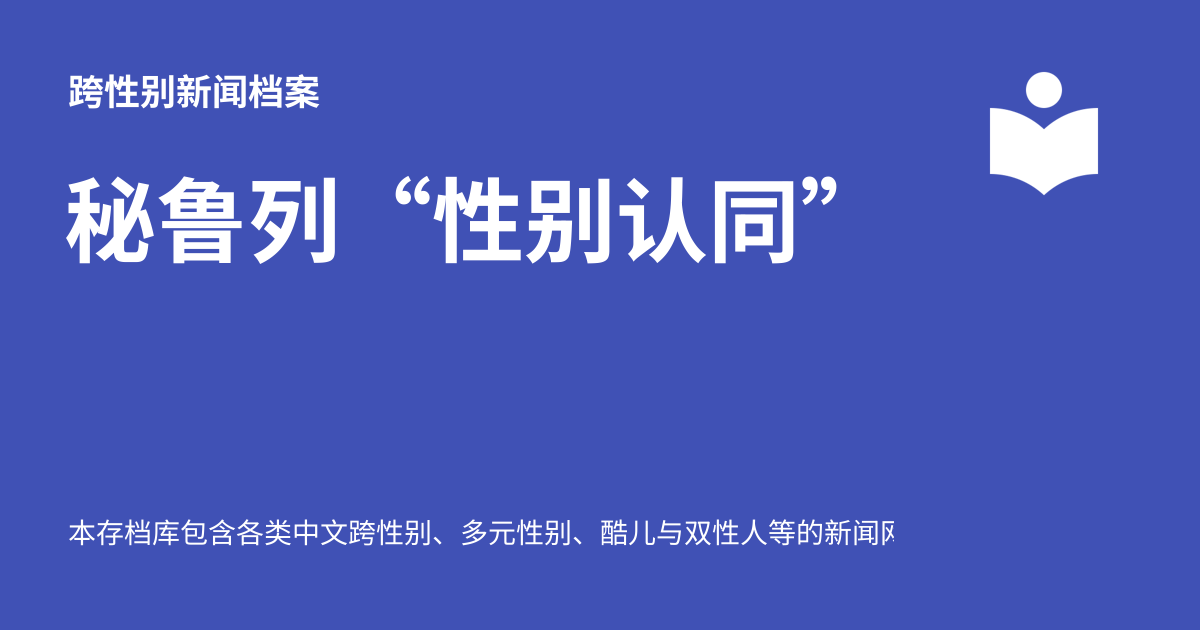 跨性别新闻档案
秘鲁列“性别认同”
本存档库包含各类中文跨性别、多元性别、酷儿与双性人等的新闻